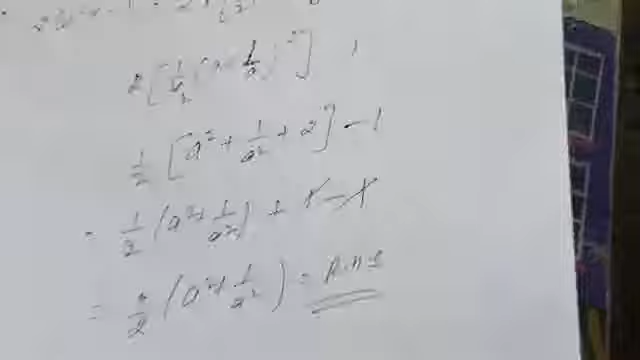 2[1/4(a+1/a)²] 1
1/2[a²+1/a²+2]-1
= 1/2(a²+1/a²)+1-1
= 1/2(a²+1/a²)=R.H.S